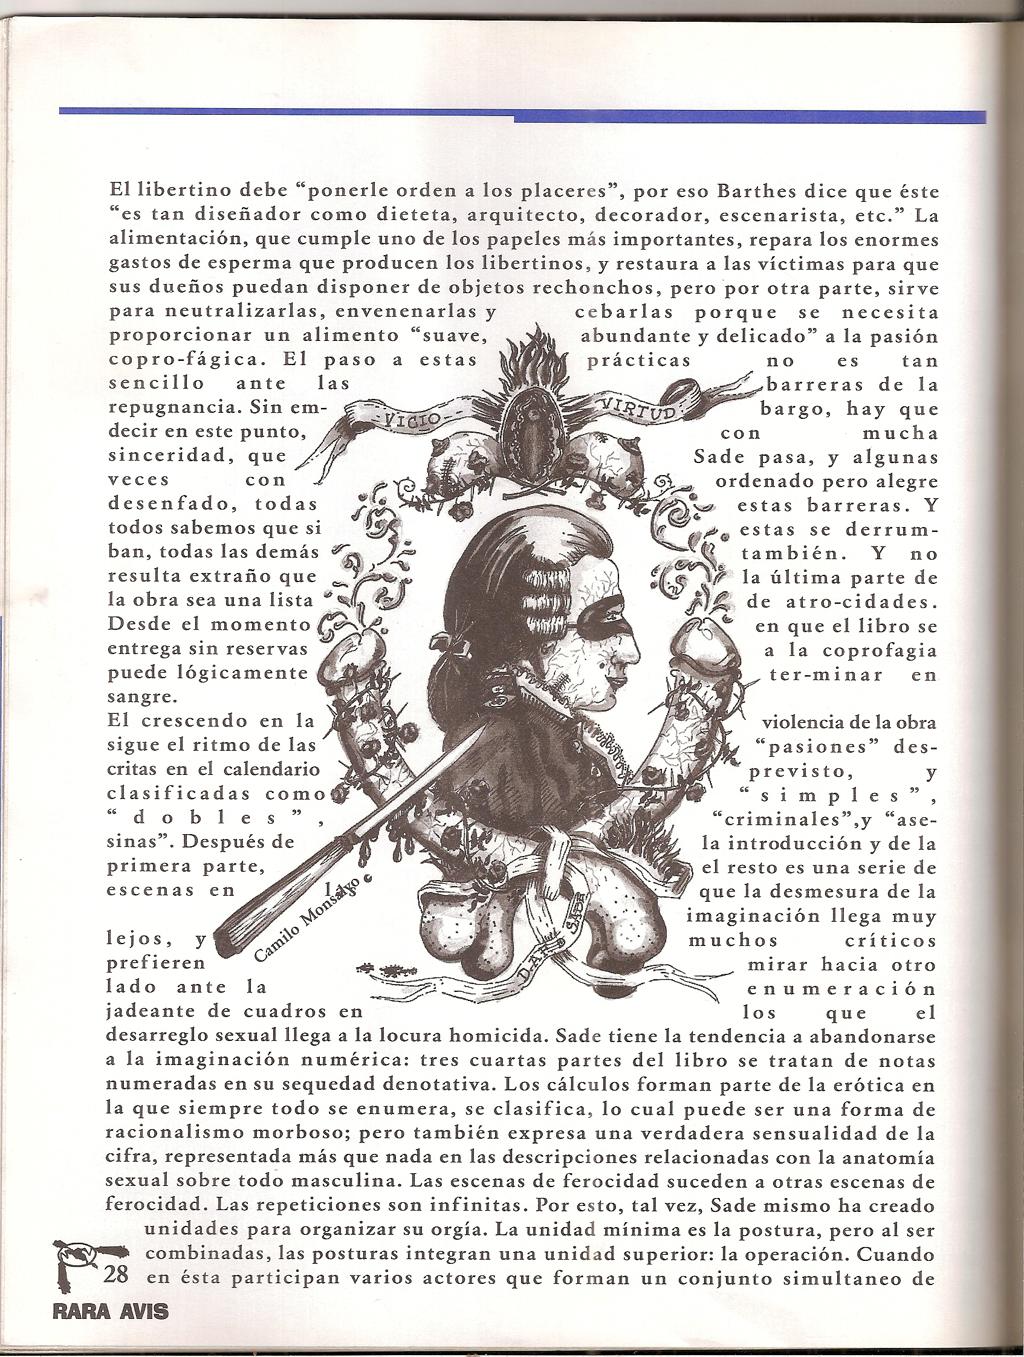 El libertino debe “ponerle orden a los placeres”, por eso Barthes dice que éste
“es tan diseñador como dieteta, arquitecto, decorador, escenarista, etc.” La
alimentación, que cumple uno de los papeles más importantes, repara los enormes
gastos de esperma que producen los libertinos, y restaura a las víctimas para que
sus dueños puedan disponer de objetos rechonchos, pero por otra parte, sirve
para neutralizarlas, envenenarlas y cebarlas porque se necesita
proporcionar un alimento “suave, abundante y delicado” a la pasión
copro-fágica. El paso a estas prácticas no es tan
sencillo ante las barreras de la
repugnancia. Sin em- bargo, hay que
decir en este punto, con mucha
sinceridad, que Sade pasa, y algunas
veces con ordenado pero alegre
desenfado, todas estas barreras. Y
todos sabemos que si estas se derrum-
ban, todas las demás también. Y no
resulta extraño que la última parte de
la obra sea una lista de atro-cidades.
Desde el momento en que el libro se
entrega sin reservas a la coprofagia
puede lógicamente ter-minar en
sangre.
El crescendo en la violencia de la obra
sigue el ritmo de las “pasiones” des-
critas en el calendario previsto, y
clasificadas como “simples”,
“dobles”, “criminales”,y “ase-
sinas”. Después de la introducción y de la
primera parte, el resto es una serie de
escenas en que la desmesura de la
imaginación llega muy
lejos, y muchos críticos
prefieren mirar hacia otro
lado ante la enumeración
jadeante de cuadros en los que el
desarreglo sexual llega a la locura homicida. Sade tiene la tendencia a abandonarse
a la imaginación numérica: tres cuartas partes del libro se tratan de notas
numeradas en su sequedad denotativa. Los cálculos forman parte de la erótica en
la que siempre todo se enumera, se clasifica, lo cual puede ser una forma de
racionalismo morboso; pero también expresa una verdadera sensualidad de la
cifra, representada más que nada en las descripciones relacionadas con la anatomía
sexual sobre todo masculina. Las escenas de ferocidad suceden a otras escenas de
ferocidad. Las repeticiones son infinitas. Por esto, tal vez, Sade mismo ha creado
unidades para organizar su orgía. La unidad mínima es la postura, pero al ser
combinadas, las posturas integran una unidad superior: la operación. Cuando
en ésta participan varios actores que forman un conjunto simultaneo de
VICIO
VIRTUD
Camilo Monsalvo
SADE
28
RARA AVIS